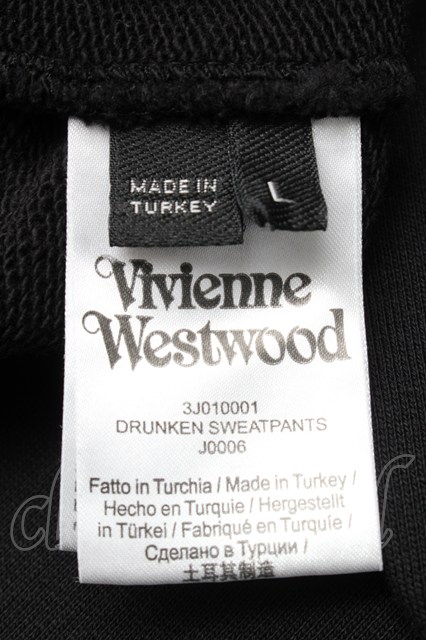 MADE IN
TURKEY
L
Vivienne
Westwood
3J010001
DRUNKEN SWEATPANTS
J0006
Fatto in Turchia / Made in Turkey /
Hecho en Turquie / Hergestellt
in Türkei / Fabriqué en Turquie /
Сделано в Турции /
土耳其制造